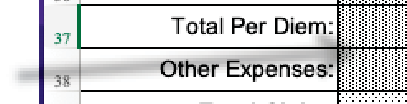 37 Total Per Diem:
38 Other Expenses: